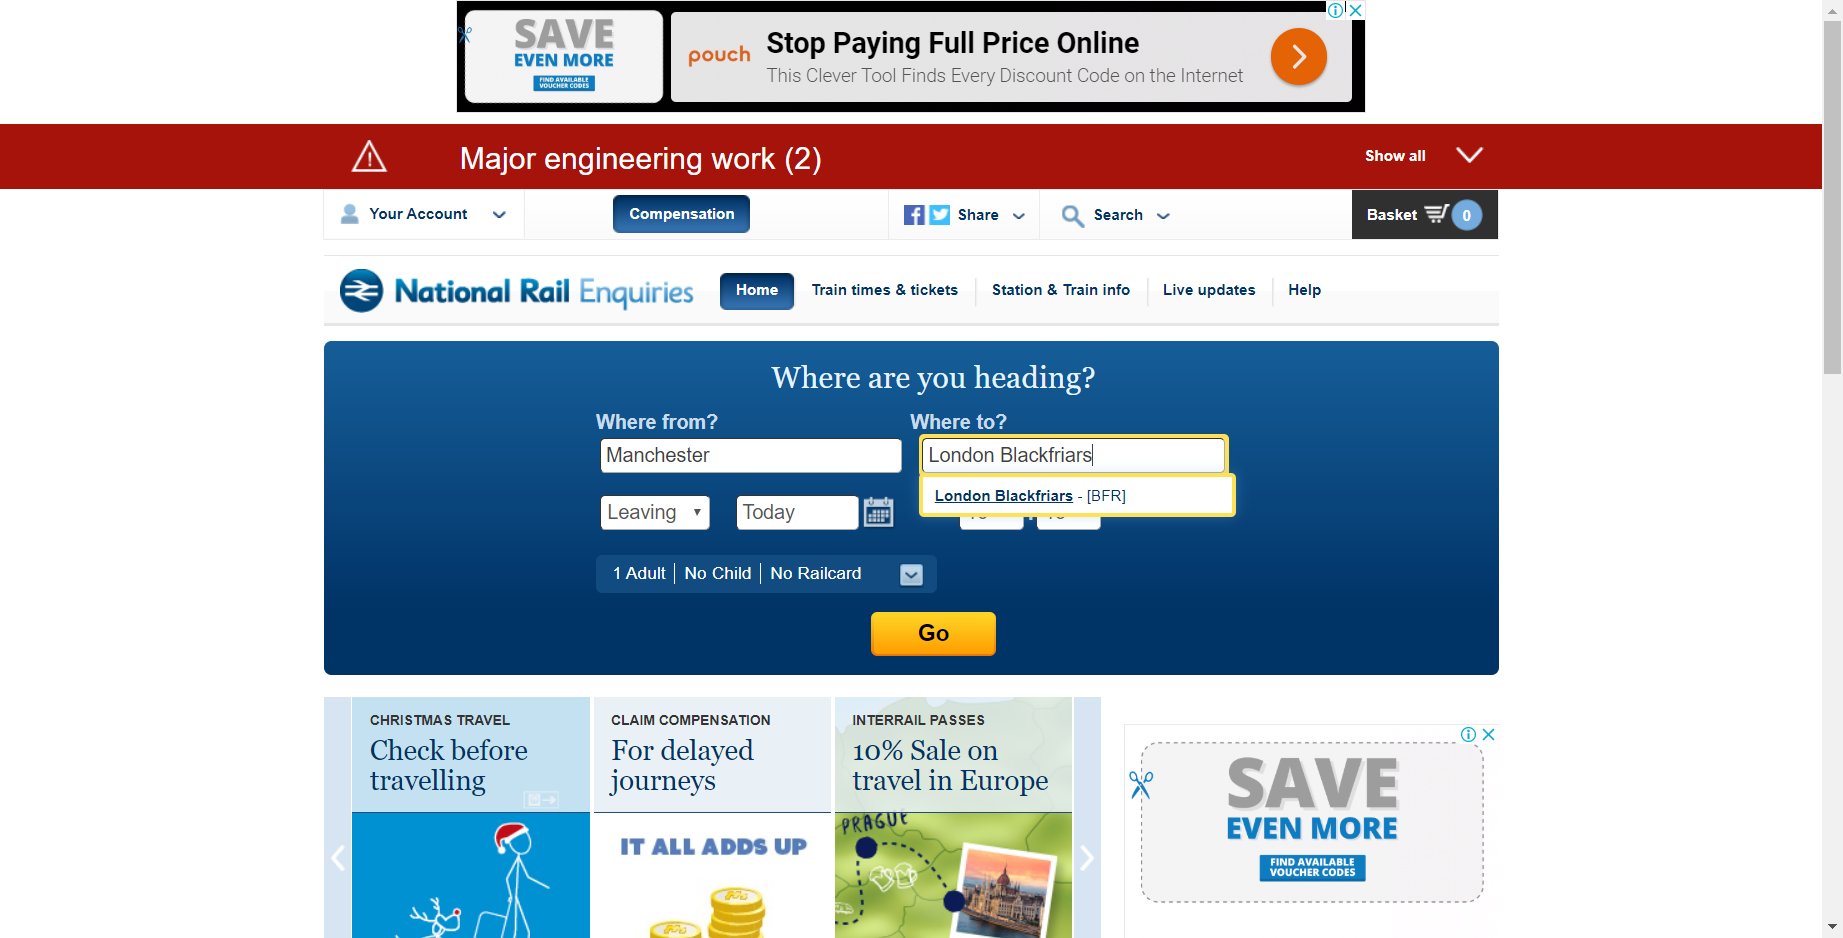 SAVE
EVEN MORE
FIND AVAILABLE
VOUCHER CODES
pouch
Stop Paying Full Price Online
This Clever Tool Finds Every Discount Code on the Internet
Major engineering work (2)
Show all
Your Account
Compensation
Share
Search
Basket
0
National Rail Enquiries
Home
Train times & tickets
Station & Train info
Live updates
Help
Where are you heading?
Where from?
Where to?
Manchester
London Blackfriars
London Blackfriars - [BFR]
Leaving
Today
1 Adult
No Child
No Railcard
Go
CHRISTMAS TRAVEL
Check before
travelling
CLAIM COMPENSATION
For delayed
journeys
IT ALL ADDS UP
INTERRAIL PASSES
10% Sale on
travel in Europe
PRAGUE
SAVE
EVEN MORE
FIND AVAILABLE
VOUCHER CODES